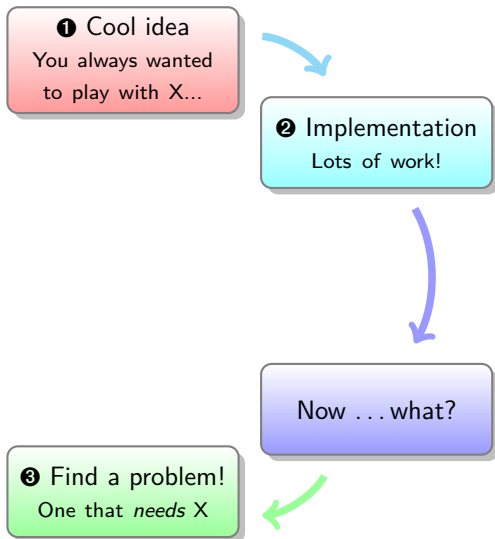 ❶ Cool idea
You always wanted
to play with X...
❷ Implementation
Lots of work!
Now ... what?
❸ Find a problem!
One that needs X